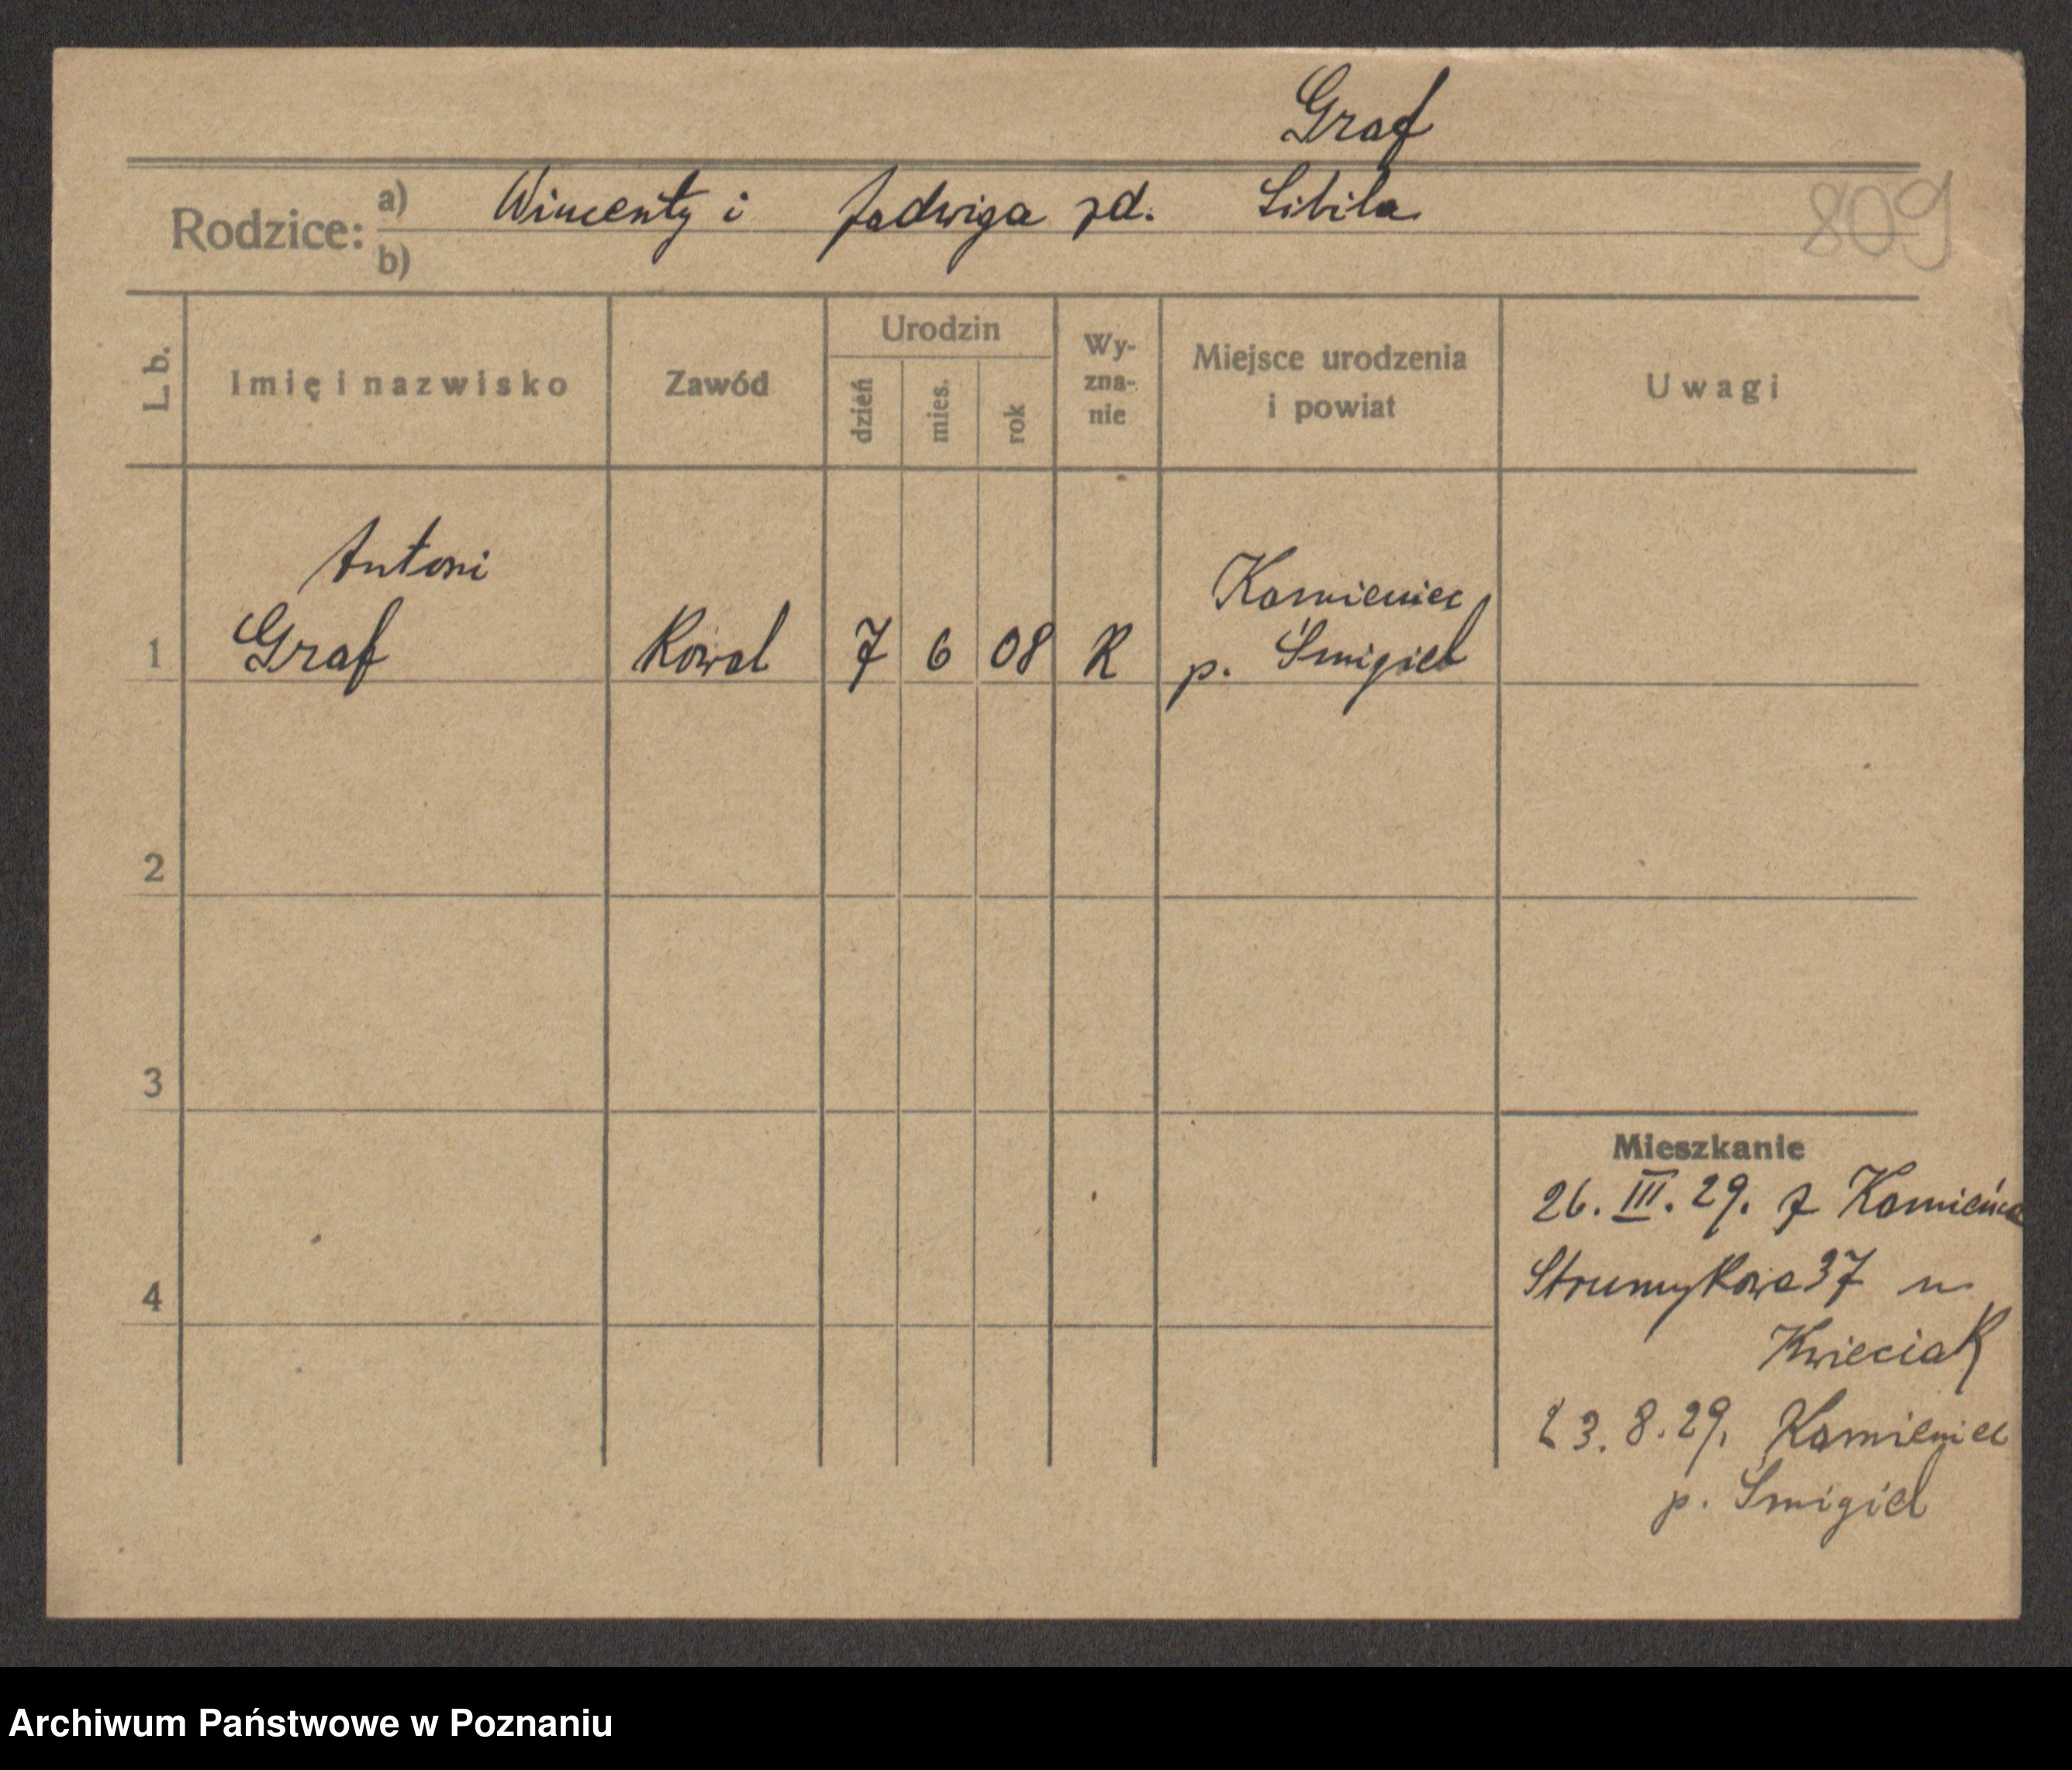 Graf
Rodzice: a) Wincenty i Jadwiga zd. Libila
b)
809
L. b.
Imię i nazwisko
Zawód
Urodzin
dzień
mies.
rok
Wy-
zna-
nie
Miejsce urodzenia
i powiat
Uwagi
Antoni
Kamieniec
1 Graf Kowal 7 6 08 R p. Śmigiel
2
3
4
Mieszkanie
26. III. 29. z Kamieńca
Strumykowa 37 u
Kwieciak
23. 8. 29. Kamieniec
p. Śmigiel
Archiwum Państwowe w Poznaniu